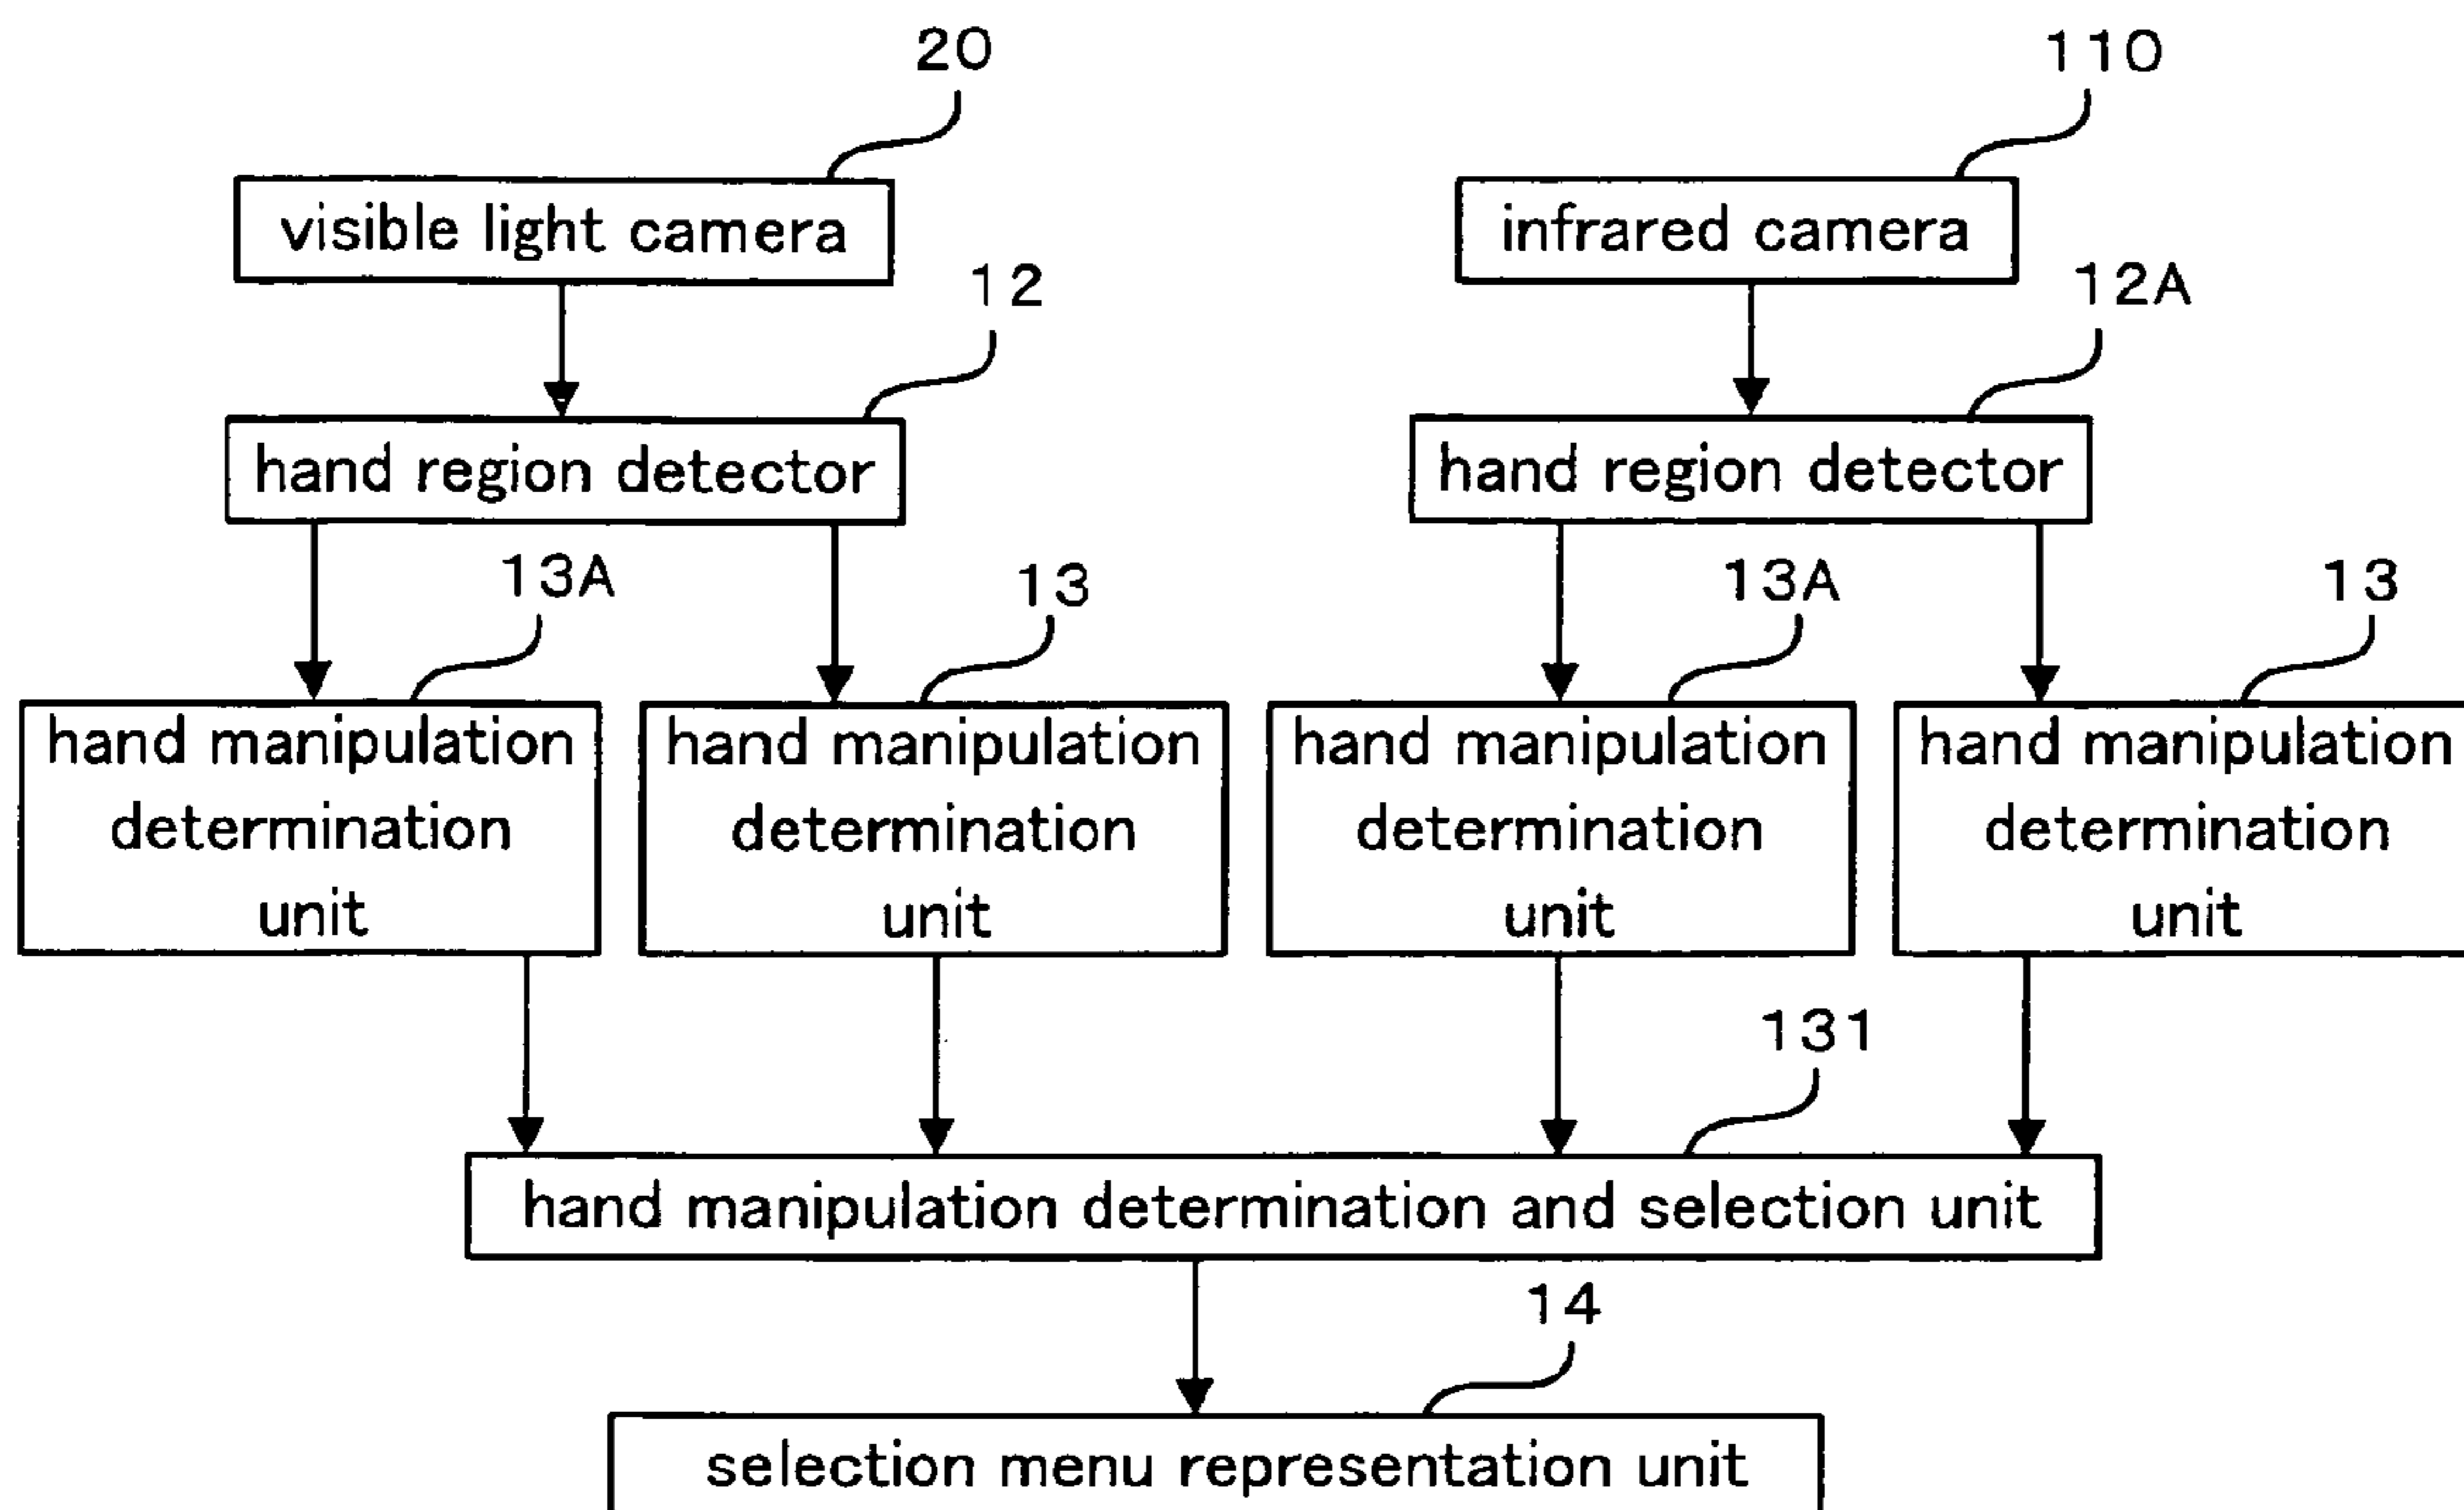 20
110
visible light camera
infrared camera
12
12A
hand region detector
hand region detector
13A
13
13A
13
hand manipulation
determination
unit
hand manipulation
determination
unit
hand manipulation
determination
unit
hand manipulation
determination
unit
131
hand manipulation determination and selection unit
14
selection menu representation unit